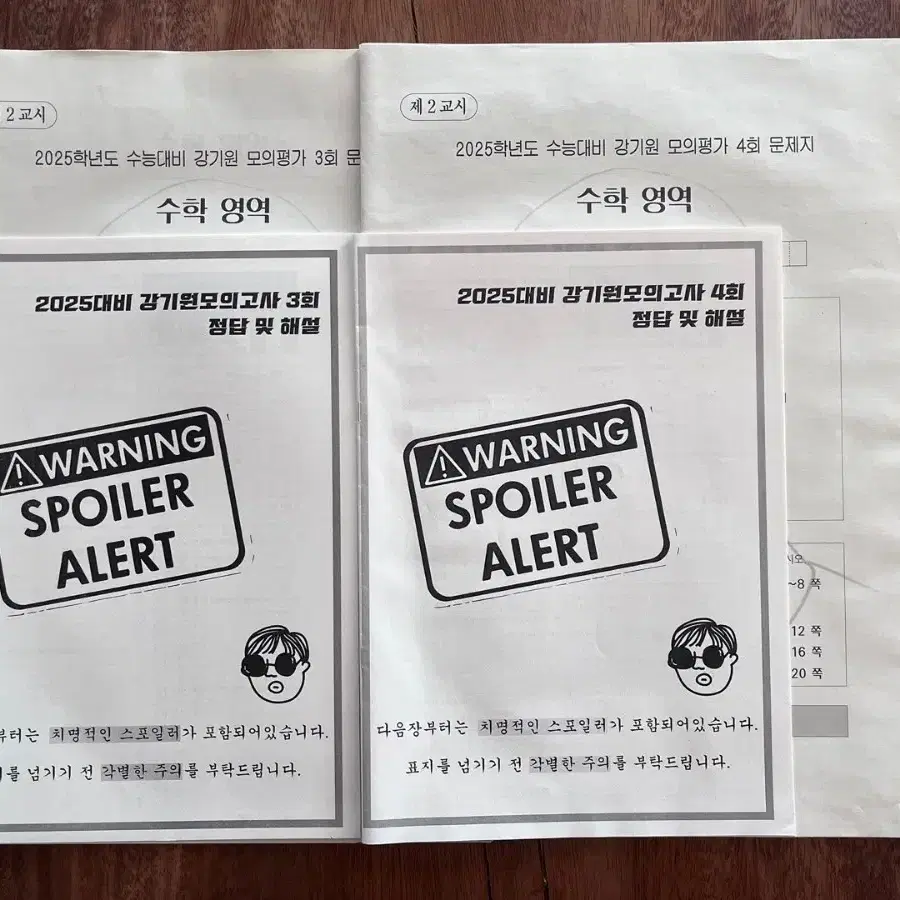 2교시
2025학년도 수능대비 강기원 모의평가 3회 문
수학 영역
2025대비 강기원모의고사 3회
정답 및 해설
WARNING
SPOILER
ALERT
부터는 치명적인 스포일러가 포함되어있습니다.
를 넘기기 전 각별한 주의를 부탁드립니다.
제2교시
2025학년도 수능대비 강기원 모의평가 4회 문제지
수학 영역
2025대비 강기원모의고사 4회
정답 및 해설
WARNING
SPOILER
ALERT
다음장부터는 치명적인 스포일러가 포함되어있습니다.
표지를 넘기기 전 각별한 주의를 부탁드립니다.
시오
~8 쪽
12 쪽
16 쪽
20 쪽